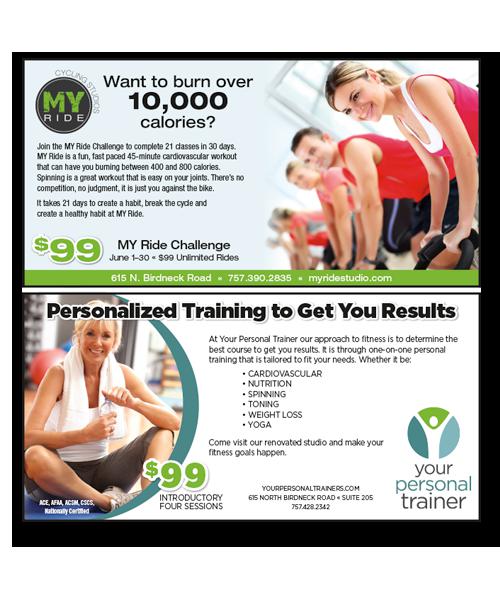 CYCLING STUDIOS
MY
RIDE
Want to burn over
10,000
calories?
Join the MY Ride Challenge to complete 21 classes in 30 days.
MY Ride is a fun, fast paced 45-minute cardiovascular workout
that can have you burning between 400 and 800 calories.
Spinning is a great workout that is easy on your joints. There's no
competition, no judgment, it is just you against the bike.
It takes 21 days to create a habit, break the cycle and
create a healthy habit at MY Ride.
$99
MY Ride Challenge
June 1-30 • $99 Unlimited Rides
615 N. Birdneck Road • 757.390.2835 • myridestudio.com
Personalized Training to Get You Results
At Your Personal Trainer our approach to fitness is to determine the
best course to get you results. It is through one-on-one personal
training that is tailored to fit your needs. Whether it be:
• CARDIOVASCULAR
• NUTRITION
• SPINNING
• TONING
• WEIGHT LOSS
• YOGA
Come visit our renovated studio and make your
fitness goals happen.
$99
INTRODUCTORY
FOUR SESSIONS
ACE, AFAA, ACSM, CSCS,
Nationally Certified
YOURPERSONALTRAINERS.COM
615 NORTH BIRDNECK ROAD • SUITE 205
757.428.2342
your
personal
trainer